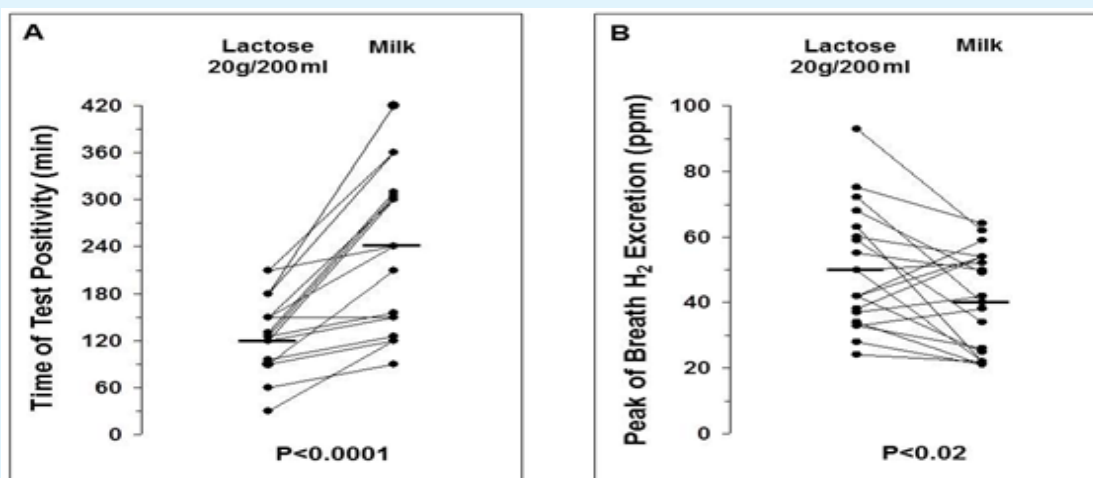 A
Lactose Milk
20g/200ml
Time of Test Positivity (min)
420
360
300
240
180
120
60
0
P<0.0001
B
Lactose Milk
20g/200ml
Peak of Breath H₂ Excretion (ppm)
100
80
60
40
20
0
P<0.02